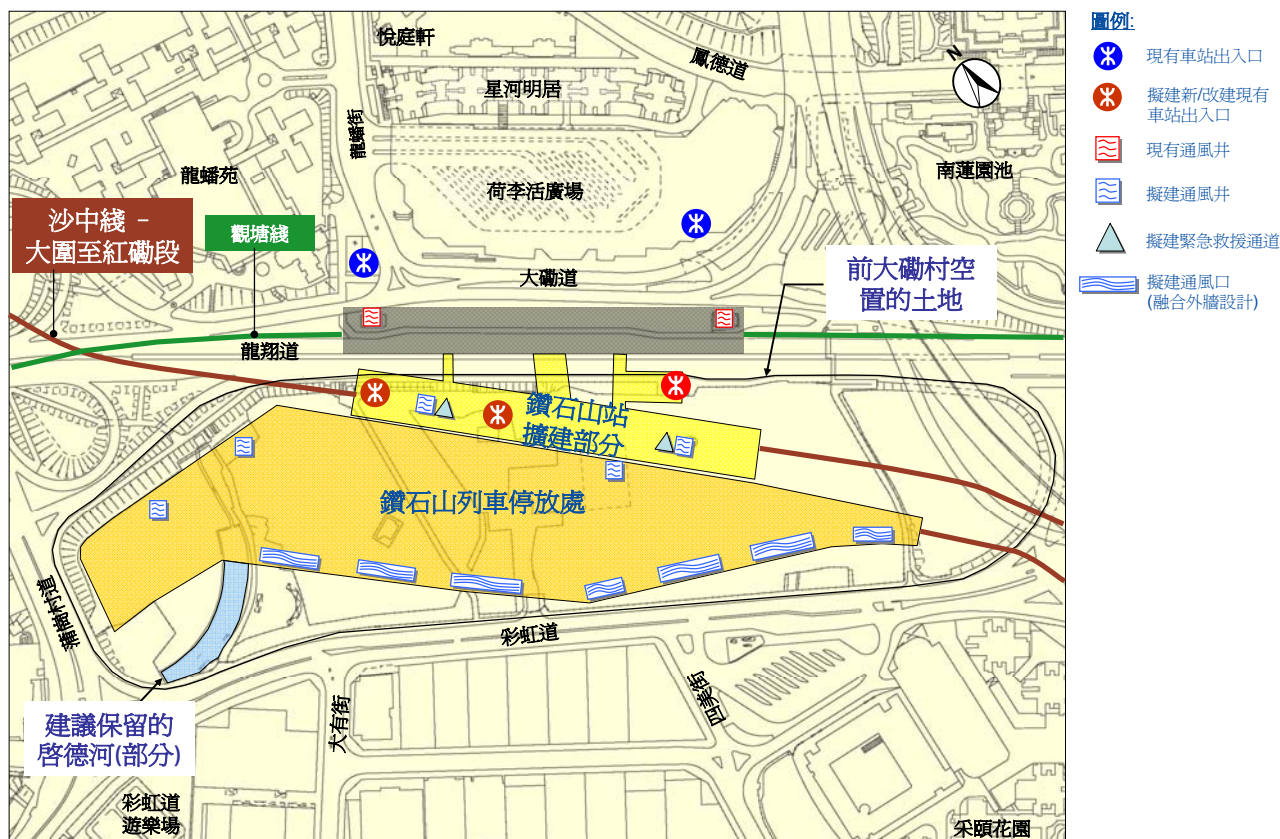 悅庭軒
鳳德道
N
星河明居
龍蟠街
龍蟠苑
荷李活廣場
南蓮園池
沙中綫 -
大圍至紅磡段
觀塘綫
大磡道
前大磡村空
置的土地
龍翔道
鑽石山站
擴建部分
鑽石山列車停放處
蒲崗村道
彩虹道
大有街
四美街
建議保留的
啓德河(部分)
彩虹道
遊樂場
采頤花園
圖例:
現有車站出入口
擬建新/改建現有
車站出入口
現有通風井
擬建通風井
擬建緊急救援通道
擬建通風口
(融合外牆設計)